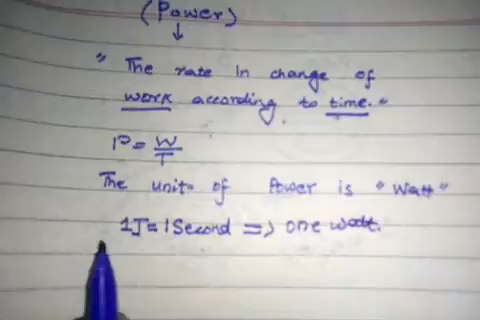 (Power)
↓
" The rate in change of
work according to time. "
P = W/T
The unit of Power is "Watt"
1J = 1Second => one watt.